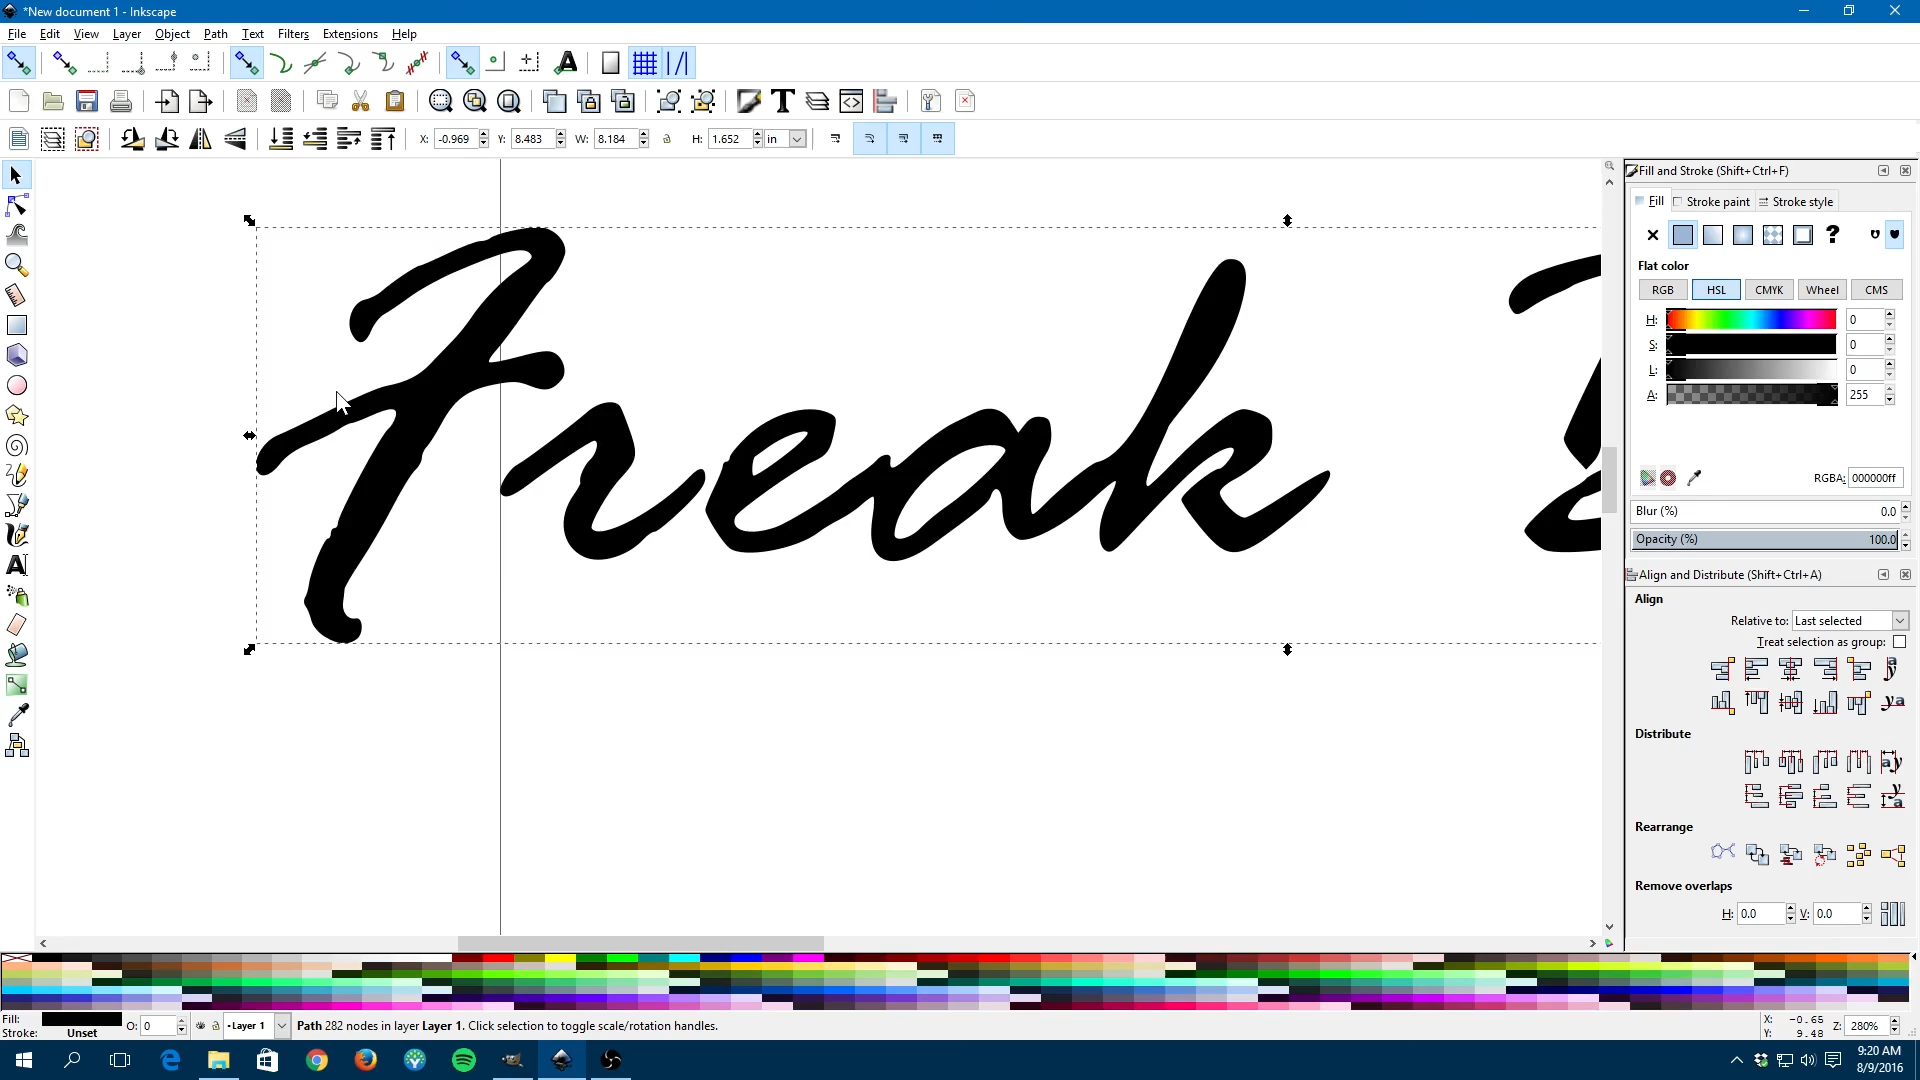 *New document 1 - Inkscape
File Edit View Layer Object Path Text Filters Extensions Help
X: -0.969 Y: 8.483 W: 8.184 H: 1.652 in
Fill and Stroke (Shift+Ctrl+F)
Fill Stroke paint Stroke style
?
Flat color
RGB HSL CMYK Wheel CMS
H: 0
S: 0
L: 0
A: 255
RGBA: 000000ff
Blur (%) 0.0
Opacity (%) 100.0
Freak
Align and Distribute (Shift+Ctrl+A)
Align
Relative to: Last selected
Treat selection as group:
Distribute
Rearrange
Remove overlaps
H: 0.0 V: 0.0
Fill:
Stroke: Unset
O: 0
Layer 1
Path 282 nodes in layer Layer 1. Click selection to toggle scale/rotation handles.
X: -0.65
Y: 9.48
Z: 280%
9:20 AM
8/9/2016